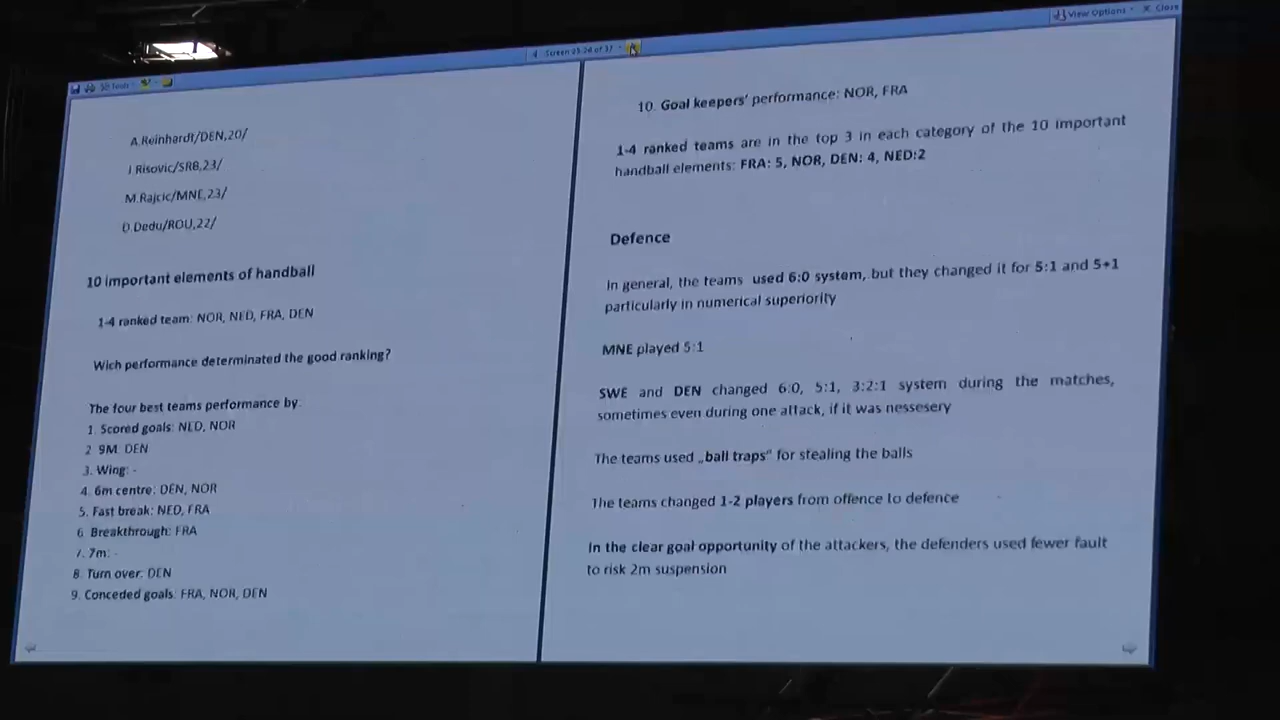 View Options
Close
Screen 23-24 of 37
A.Reinhardt/DEN,20/
J.Risovic/SRB,23/
M.Rajcic/MNE,23/
D.Dedu/ROU,22/
10 important elements of handball
1-4 ranked team: NOR, NED, FRA, DEN
Wich performance determinated the good ranking?
The four best teams performance by:
1. Scored goals: NED, NOR
2. 9M: DEN
3. Wing: -
4. 6m centre: DEN, NOR
5. Fast break: NED, FRA
6. Breakthrough: FRA
7. 7m: -
8. Turn over: DEN
9. Conceded goals: FRA, NOR, DEN
10. Goal keepers' performance: NOR, FRA
1-4 ranked teams are in the top 3 in each category of the 10 important
handball elements: FRA: 5, NOR, DEN: 4, NED:2
Defence
In general, the teams used 6:0 system, but they changed it for 5:1 and 5+1
particularly in numerical superiority
MNE played 5:1
SWE and DEN changed 6:0, 5:1, 3:2:1 system during the matches,
sometimes even during one attack, if it was nessesery
The teams used „ball traps" for stealing the balls
The teams changed 1-2 players from offence to defence
In the clear goal opportunity of the attackers, the defenders used fewer fault
to risk 2m suspension